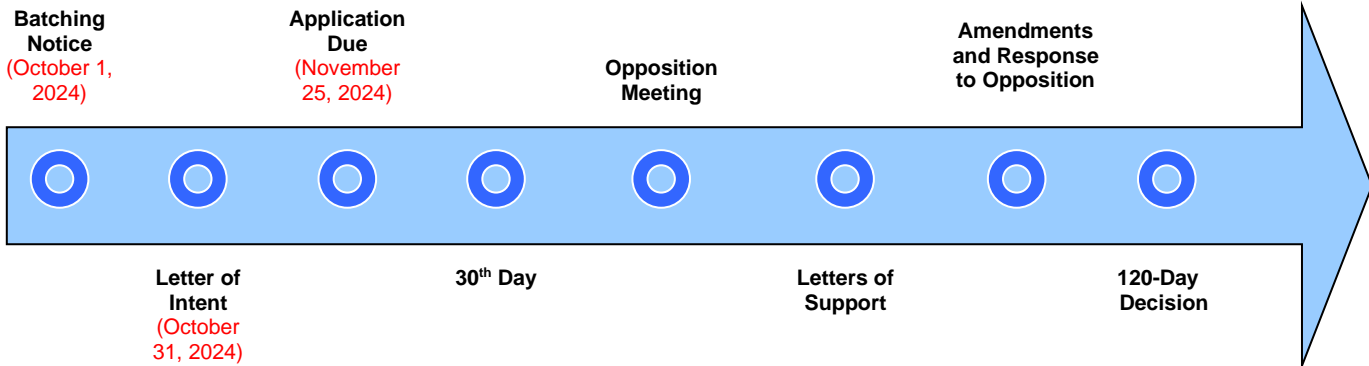 Batching
Notice
(October 1,
2024)
Letter of
Intent
(October
31, 2024)
Application
Due
(November
25, 2024)
30th Day
Opposition
Meeting
Letters of
Support
Amendments
and Response
to Opposition
120-Day
Decision